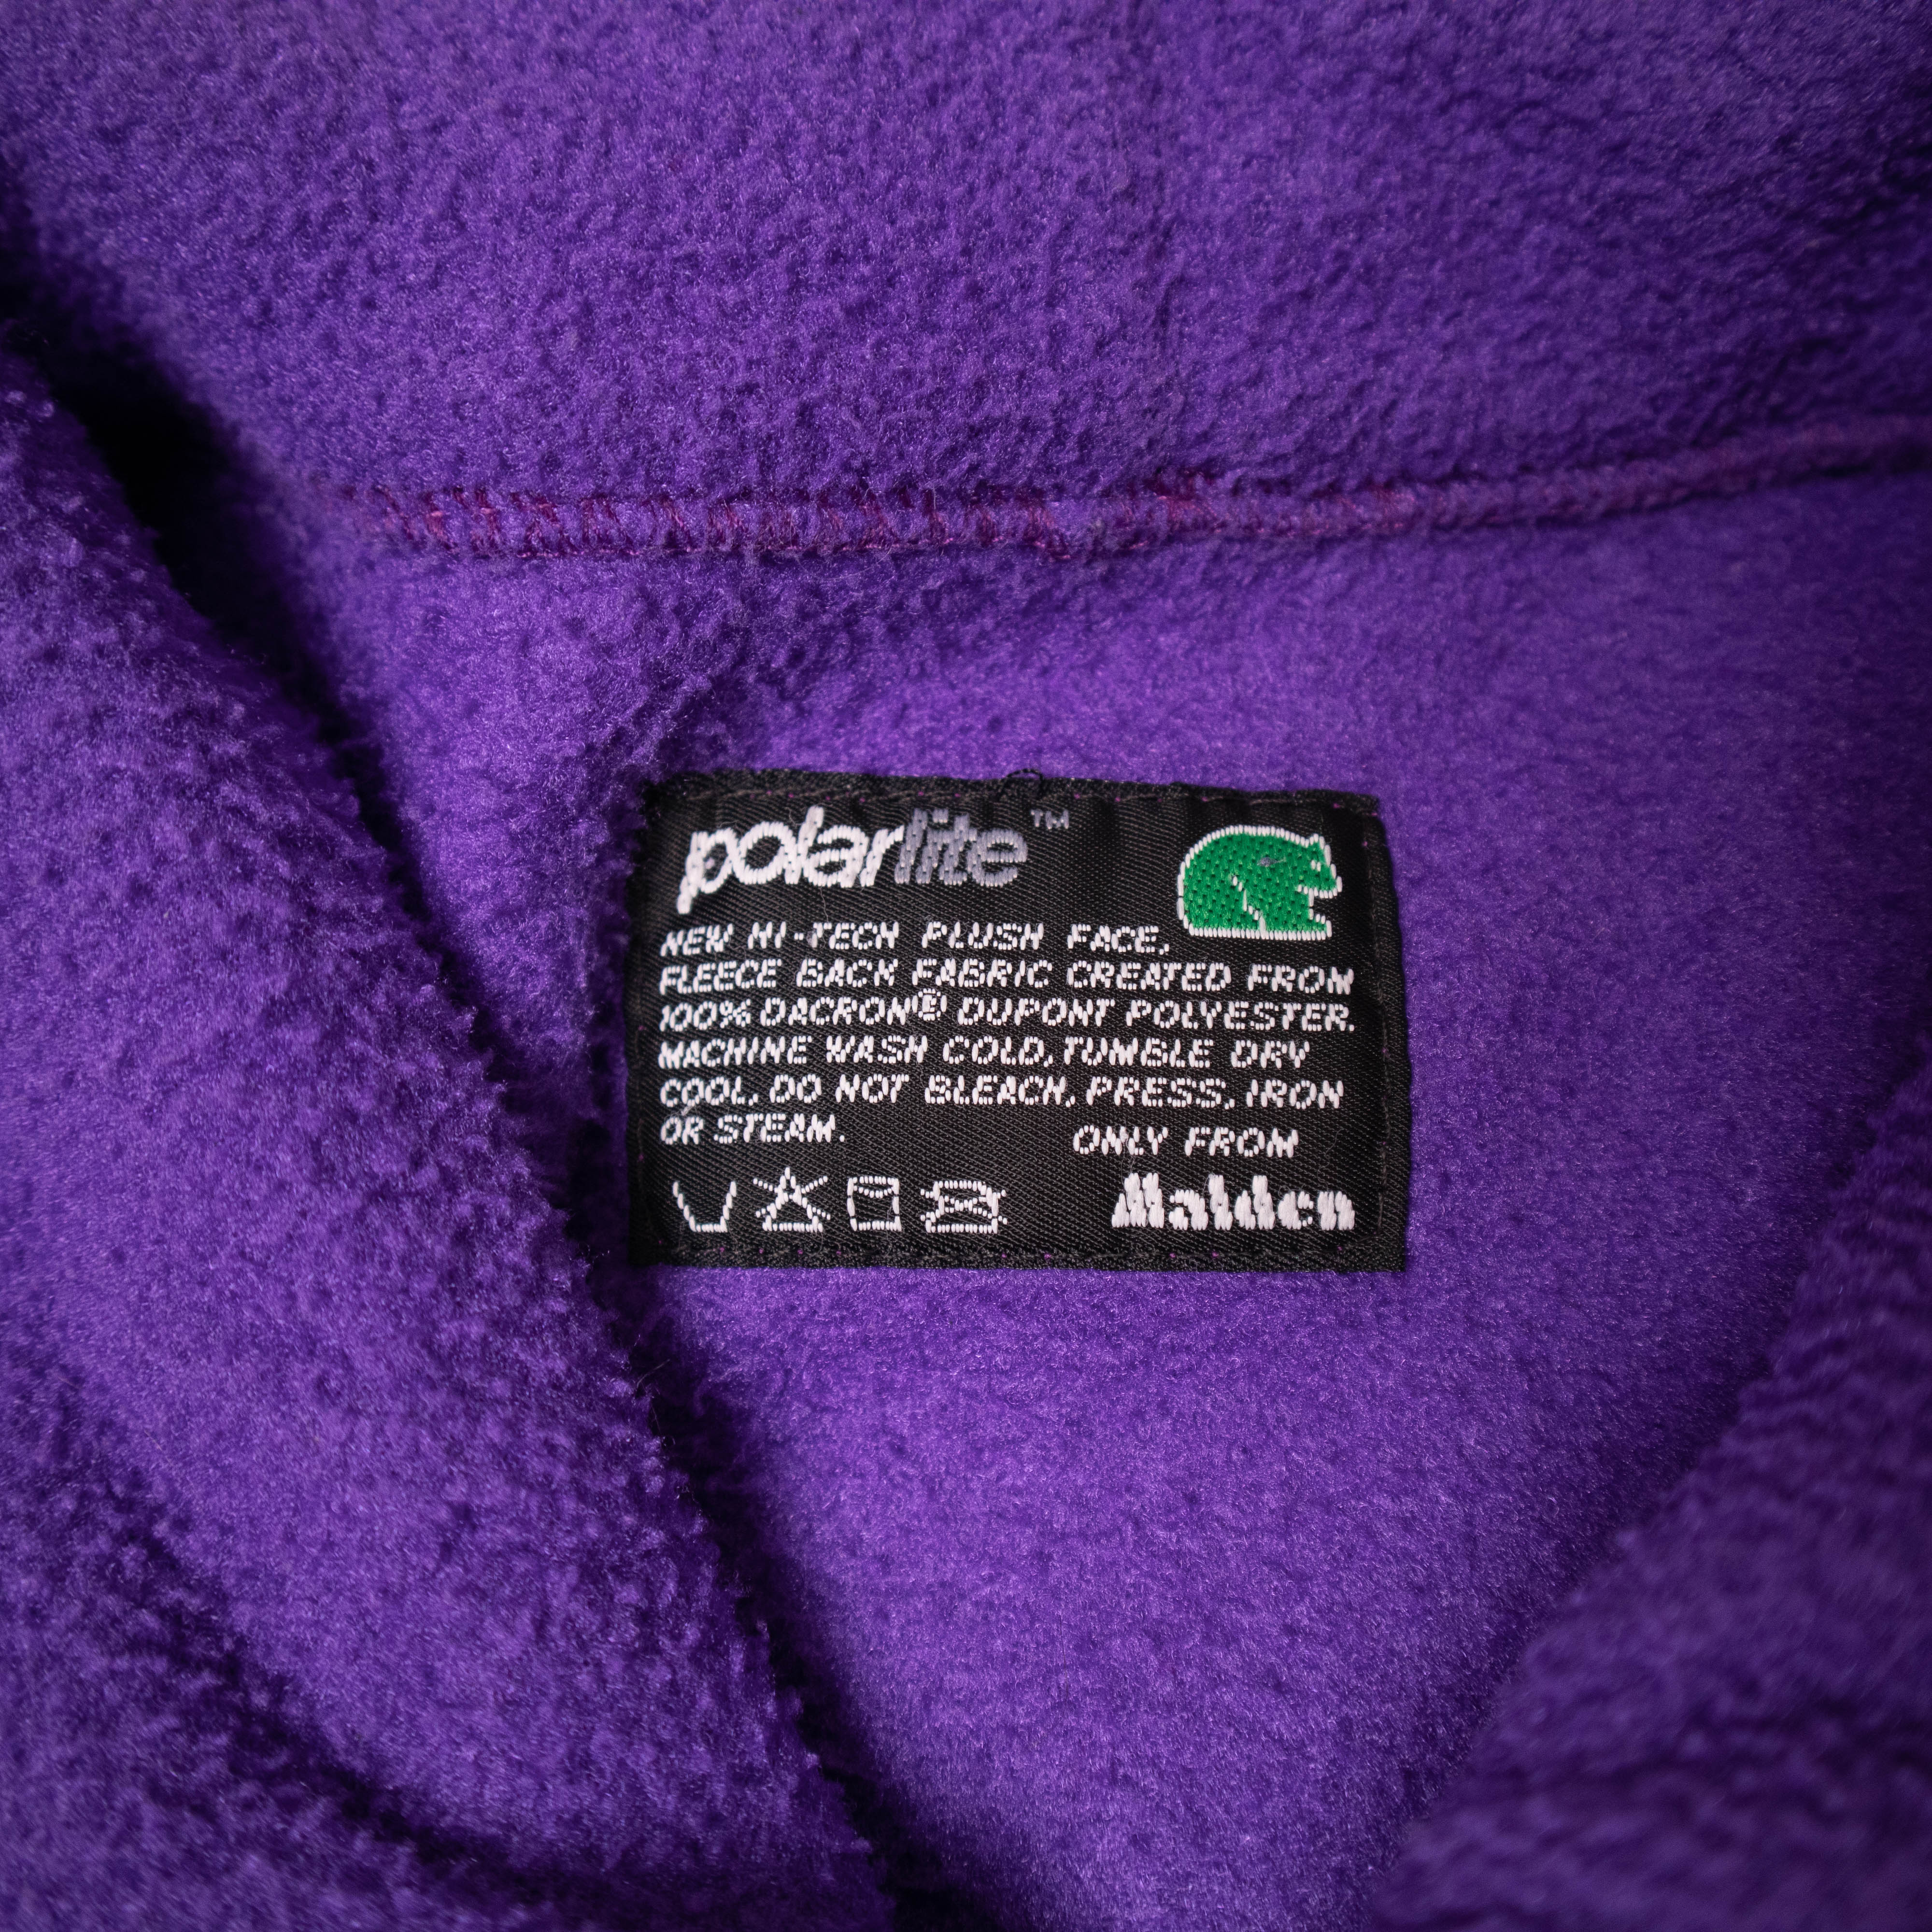 polarlite™
NEW HI-TECH PLUSH FACE,
FLEECE BACK FABRIC CREATED FROM
100% DACRON® DUPONT POLYESTER.
MACHINE WASH COLD, TUMBLE DRY
COOL. DO NOT BLEACH, PRESS, IRON
OR STEAM.
ONLY FROM
Malden